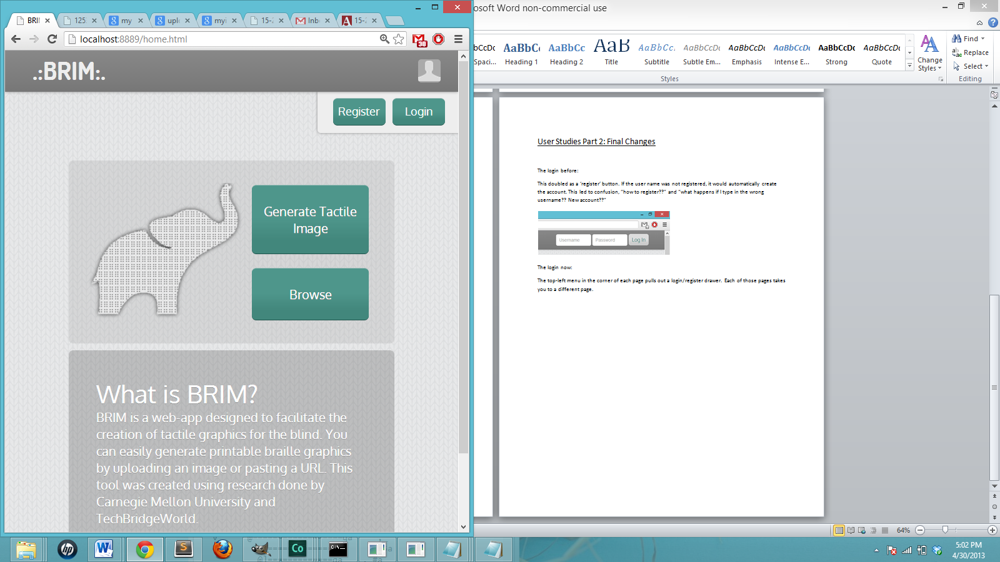 BRIM
125
my
uplo
myi
15-2
Inb
15-2
localhost:8889/home.html
38
.:BRIM:.
Register
Login
Generate Tactile
Image
Browse
What is BRIM?
BRIM is a web-app designed to facilitate the
creation of tactile graphics for the blind. You
can easily generate printable braille graphics
by uploading an image or pasting a URL. This
tool was created using research done by
Carnegie Mellon University and
TechBridgeWorld.
osoft Word non-commercial use
bCcDc AaBbCc AaBbCc AaB AaBbCc. AaBbCcDc AaBbCcDc AaBbCcDc AaBbCcDc AaBbCcDc
Spaci... Heading 1 Heading 2 Title Subtitle Subtle Em... Emphasis Intense E... Strong Quote
Change
Styles
Find
Replace
Select
Styles
Editing
User Studies Part 2: Final Changes
The login before:
This doubled as a 'register' button. If the user name was not registered, it would automatically create
the account. This led to confusion, "how to register??" and "what happens if I type in the wrong
username?? New account??"
Username Password Log In
The login now:
The top-left menu in the corner of each page pulls out a login/register drawer. Each of those pages takes
you to a different page.
64%
hp
W
S
Co
C:\
5:02 PM
4/30/2013